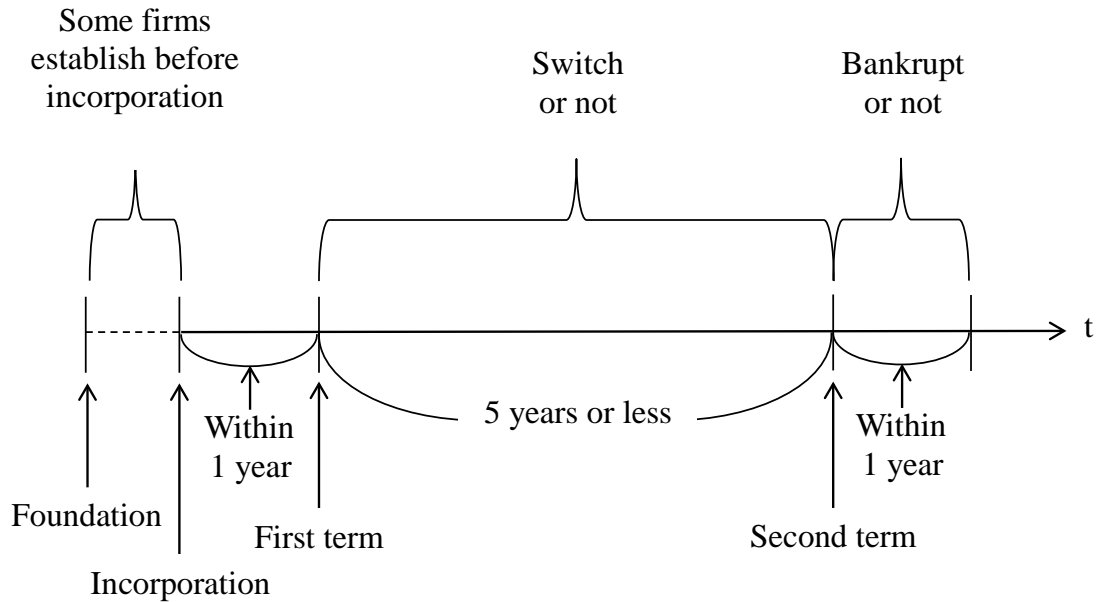 Some firms
establish before
incorporation
Switch
or not
Bankrupt
or not
t
Within
1 year
5 years or less
Within
1 year
Foundation
First term
Second term
Incorporation